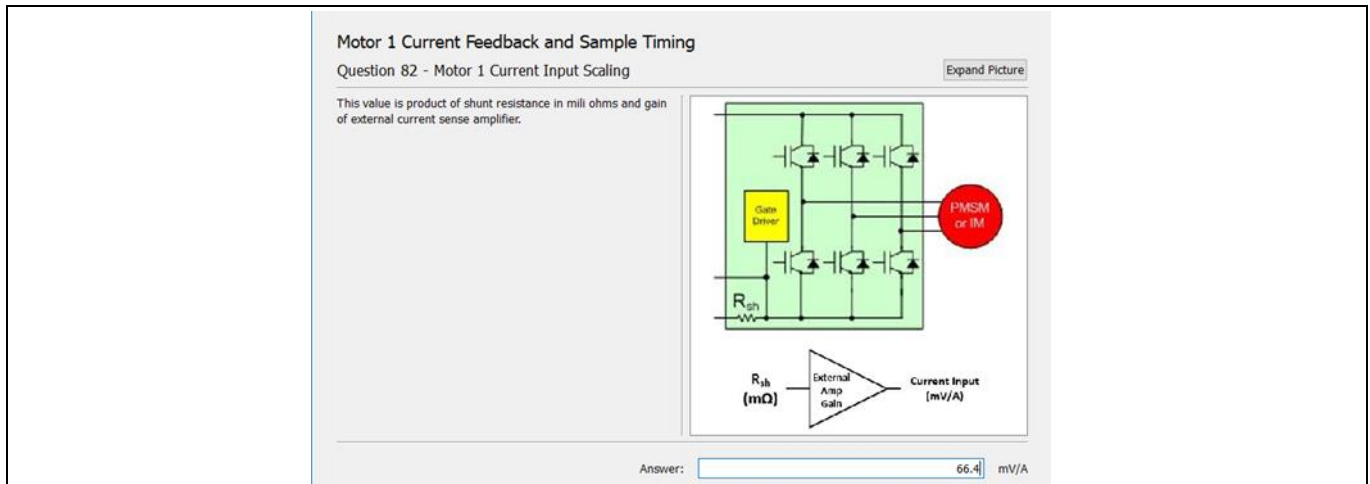 Motor 1 Current Feedback and Sample Timing
Question 82 - Motor 1 Current Input Scaling
Expand Picture
This value is product of shunt resistance in mili ohms and gain
of external current sense amplifier.
Gate
Driver
PMSM
or IM
Rsh
Rsh
(mΩ)
External
Amp
Gain
Current Input
(mV/A)
Answer:
66.4
mV/A